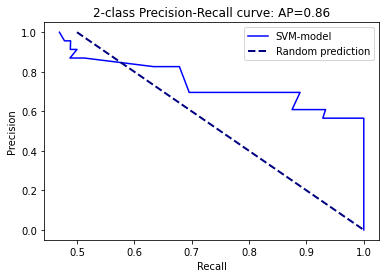 2-class Precision-Recall curve: AP=0.86
SVM-model
Random prediction
Precision
1.0
0.8
0.6
0.4
0.2
0.0
0.5 0.6 0.7 0.8 0.9 1.0
Recall